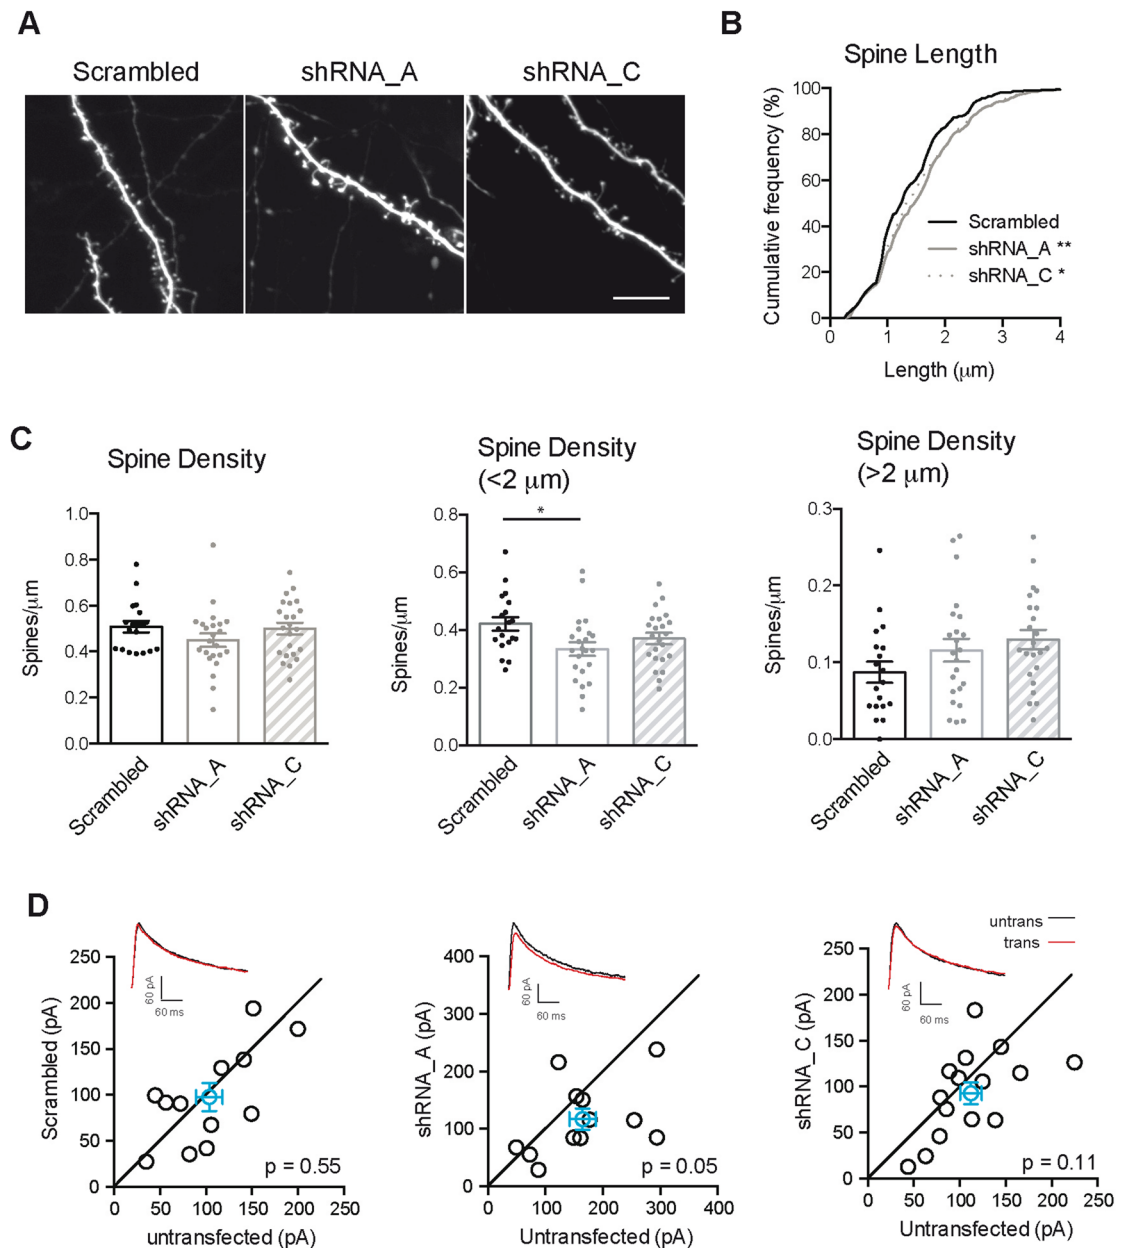 A
Scrambled
shRNA_A
shRNA_C
B
Spine Length
Cumulative frequency (%)
100
80
60
40
20
0
Scrambled
shRNA_A **
shRNA_C *
0 1 2 3 4
Length (μm)
C
Spine Density
Spines/μm
1.0
0.8
0.6
0.4
0.2
0.0
Scrambled
shRNA_A
shRNA_C
Spine Density
(<2 μm)
Spines/μm
0.8
0.6
0.4
0.2
0.0
*
Scrambled
shRNA_A
shRNA_C
Spine Density
(>2 μm)
Spines/μm
0.3
0.2
0.1
0.0
Scrambled
shRNA_A
shRNA_C
D
Scrambled (pA)
250
200
150
100
50
0
60 pA
60 ms
p = 0.55
0 50 100 150 200 250
untransfected (pA)
shRNA_A (pA)
400
300
200
100
0
60 pA
60 ms
p = 0.05
0 100 200 300 400
Untransfected (pA)
untrans
trans
shRNA_C (pA)
250
200
150
100
50
0
60 pA
60 ms
p = 0.11
0 50 100 150 200 250
Untransfected (pA)